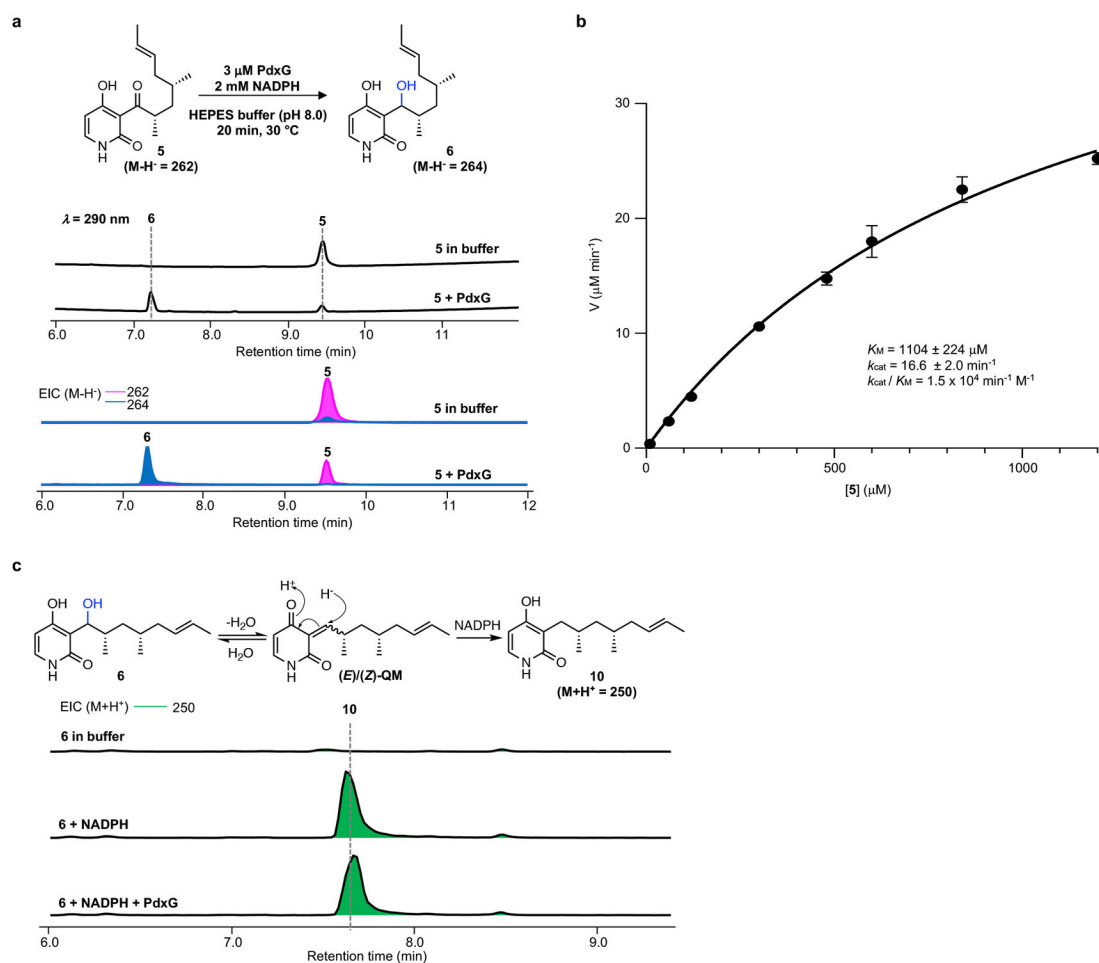 a
OH
O
O
N
H
5
(M-H⁻ = 262)
3 μM PdxG
2 mM NADPH
HEPES buffer (pH 8.0)
20 min, 30 °C
OH
OH
O
N
H
6
(M-H⁻ = 264)
λ = 290 nm
6
5
5 in buffer
5 + PdxG
6.0 7.0 8.0 9.0 10 11
Retention time (min)
EIC (M-H⁻) 262
264
5
5 in buffer
6
5
5 + PdxG
6.0 7.0 8.0 9.0 10 11 12
Retention time (min)
b
30
20
10
0
V (μM min⁻¹)
KM = 1104 ± 224 μM
kcat = 16.6 ± 2.0 min⁻¹
kcat / KM = 1.5 x 10⁴ min⁻¹ M⁻¹
0 500 1000
[5] (μM)
c
OH
OH
O
N
H
6
-H₂O
H₂O
H⁺
H⁻
O
O
N
H
(E)/(Z)-QM
NADPH
OH
O
N
H
10
(M+H⁺ = 250)
EIC (M+H⁺) 250
10
6 in buffer
6 + NADPH
6 + NADPH + PdxG
6.0 7.0 8.0 9.0
Retention time (min)